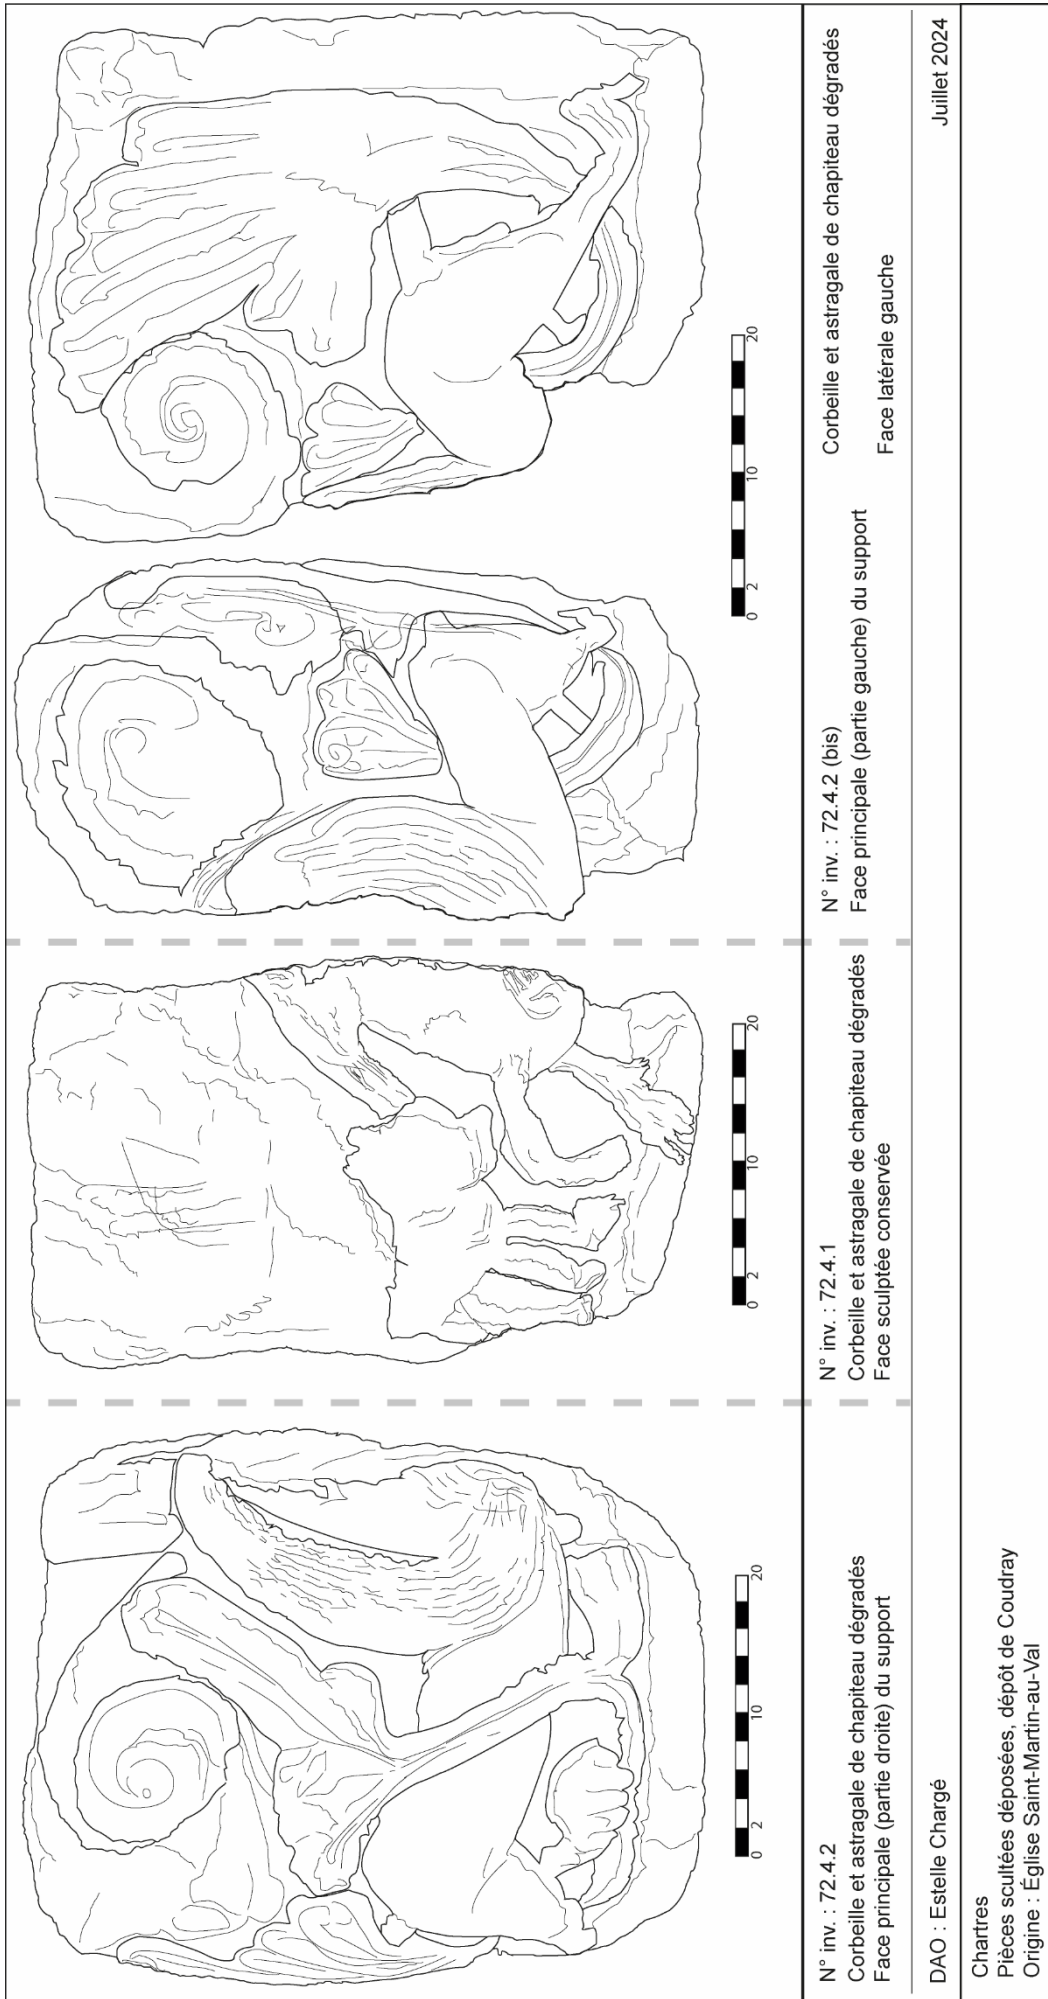 0 2 10 20
0 2 10 20
0 2 10 20
N° inv. : 72.4.2
Corbeille et astragale de chapiteau dégradés
Face principale (partie droite) du support
N° inv. : 72.4.1
Corbeille et astragale de chapiteau dégradés
Face sculptée conservée
N° inv. : 72.4.2 (bis)
Face principale (partie gauche) du support
Corbeille et astragale de chapiteau dégradés
Face latérale gauche
DAO : Estelle Chargé
Juillet 2024
Chartres
Pièces scultées déposées, dépôt de Coudray
Origine : Église Saint-Martin-au-Val